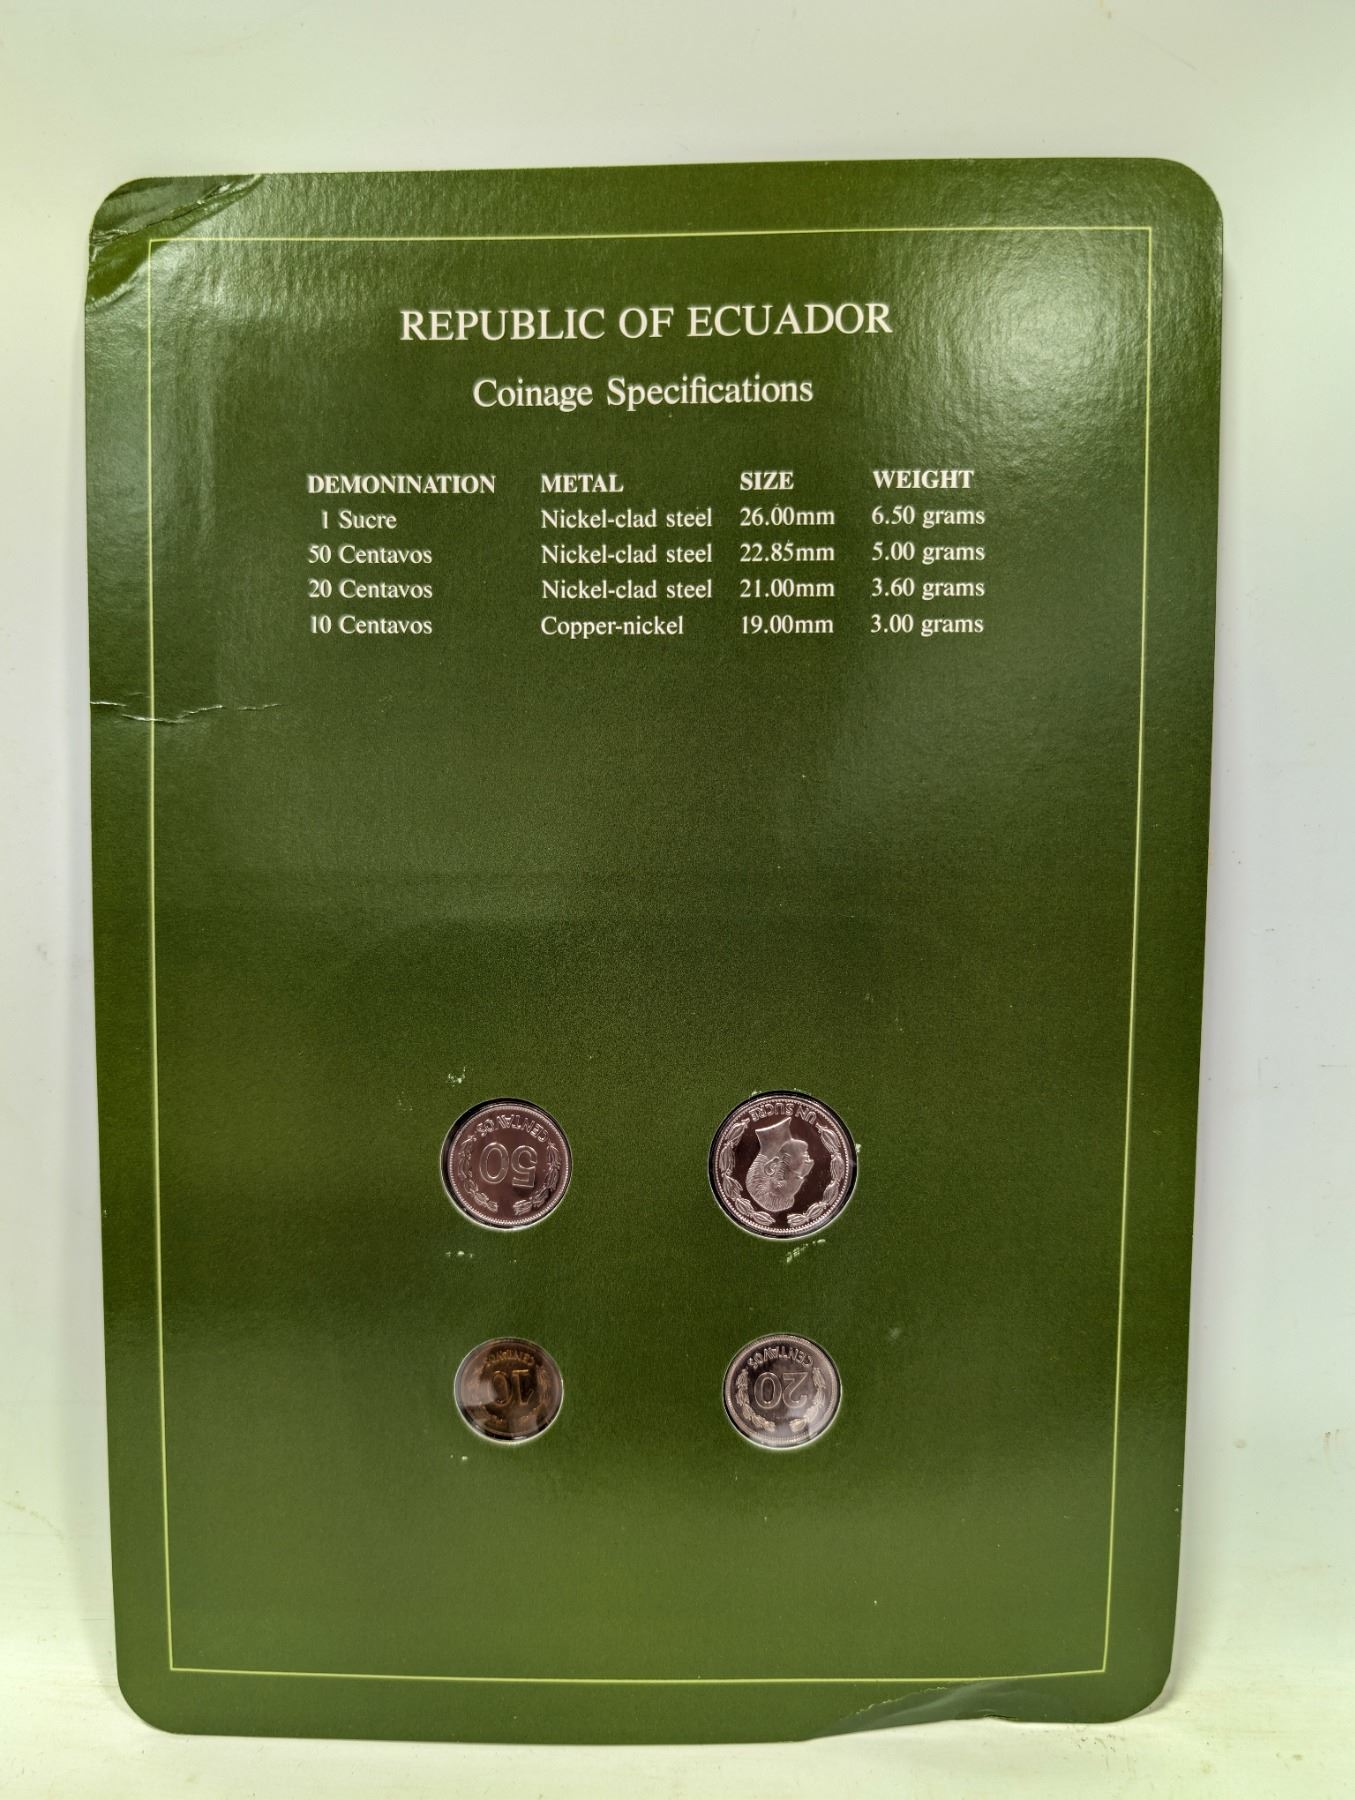 REPUBLIC OF ECUADOR
Coinage Specifications
DEMONINATION METAL SIZE WEIGHT
1 Sucre Nickel-clad steel 26.00mm 6.50 grams
50 Centavos Nickel-clad steel 22.85mm 5.00 grams
20 Centavos Nickel-clad steel 21.00mm 3.60 grams
10 Centavos Copper-nickel 19.00mm 3.00 grams
50
CENTAVOS
UN SUCRE
10
CENTAVOS
20
CENTAVOS